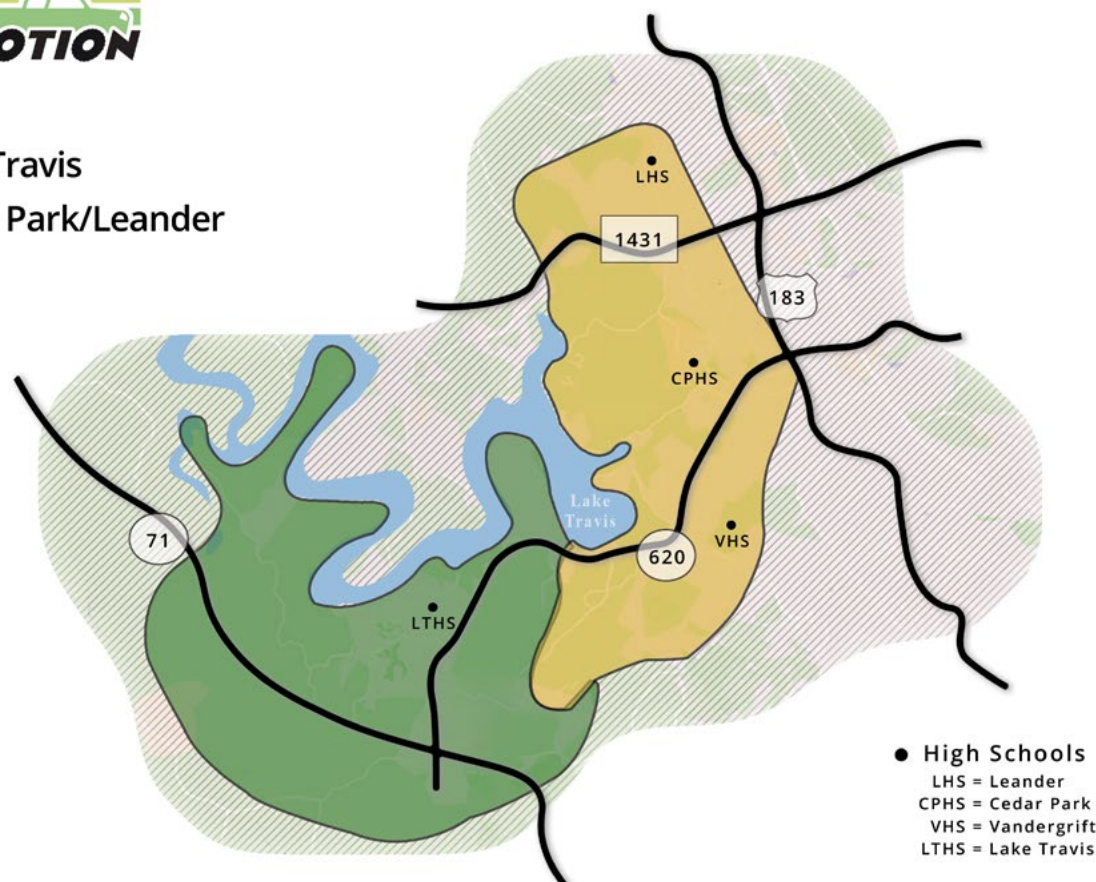 OTION
Travis
Park/Leander
LHS
1431
183
CPHS
Lake
Travis
71
VHS
620
LTHS
High Schools
LHS = Leander
CPHS = Cedar Park
VHS = Vandergrift
LTHS = Lake Travis